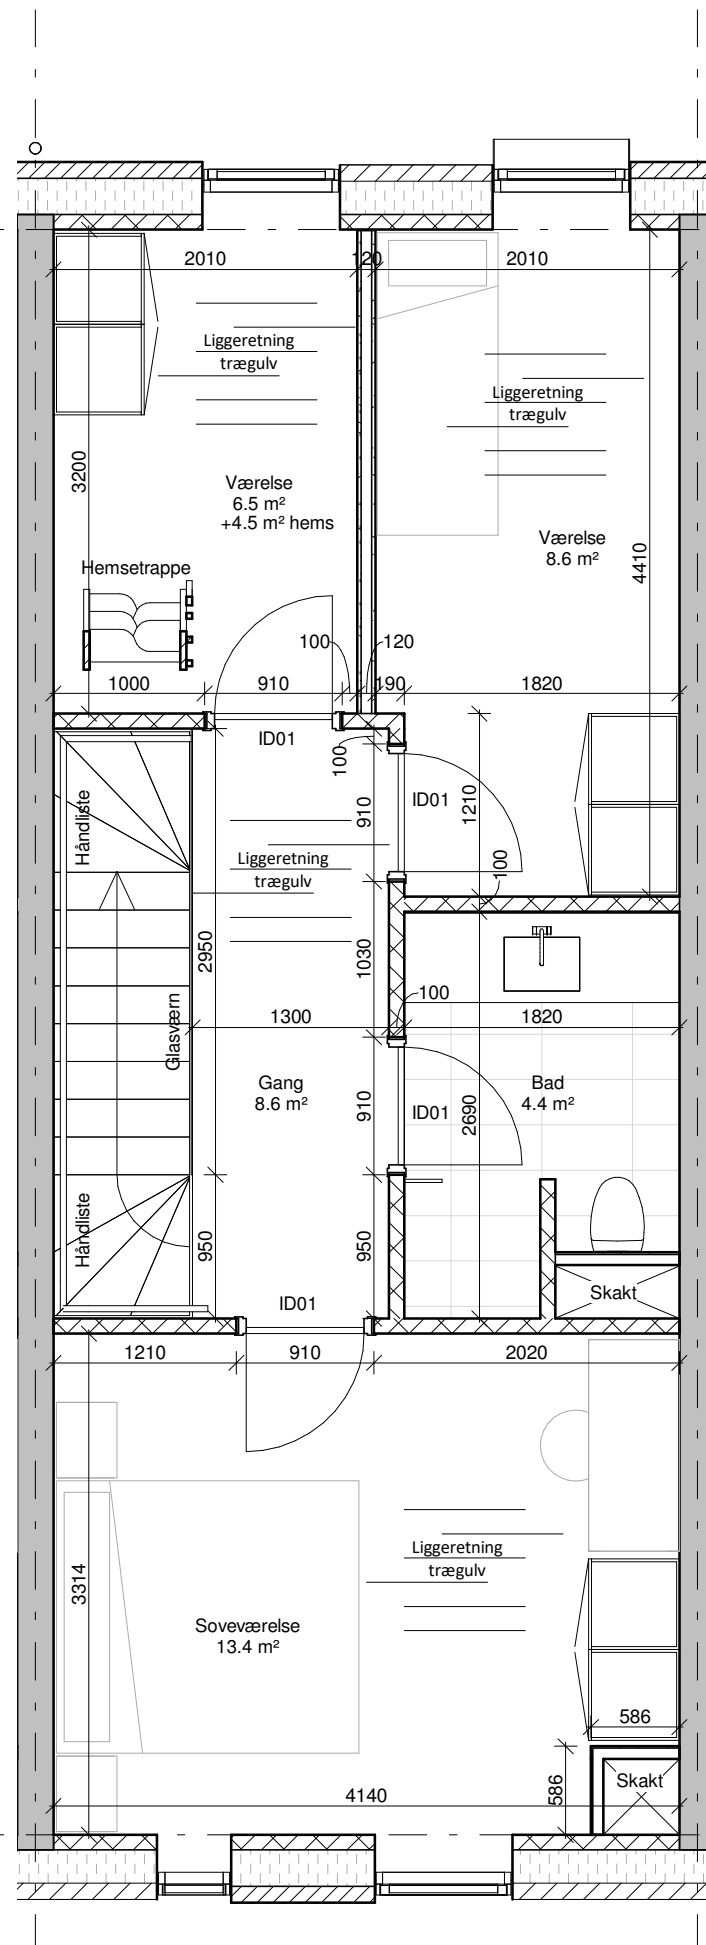 2010
120
2010
Liggeretning
trægulv
Liggeretning
trægulv
3200
Værelse
6.5 m²
+4.5 m² hems
Værelse
8.6 m²
4410
Hemsetrappe
100
120
1000
910
190
1820
ID01
100
Håndliste
910
ID01
1210
Liggeretning
trægulv
100
2950
1030
Glasværn
100
1300
1820
Gang
8.6 m²
910
ID01
2690
Bad
4.4 m²
Håndliste
950
950
Skakt
ID01
1210
910
2020
Liggeretning
trægulv
3314
Soveværelse
13.4 m²
586
586
Skakt
4140